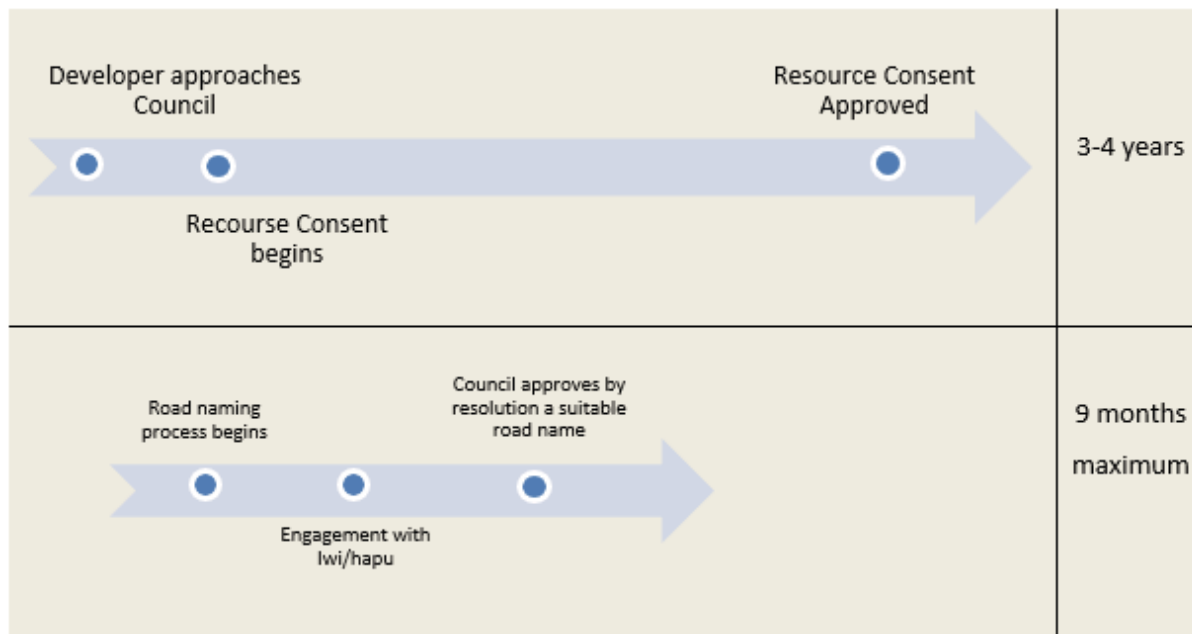 Developer approaches
Council
Resource Consent
Approved
3-4 years
Recourse Consent
begins
Road naming
process begins
Council approves by
resolution a suitable
road name
9 months
maximum
Engagement with
Iwi/hapu